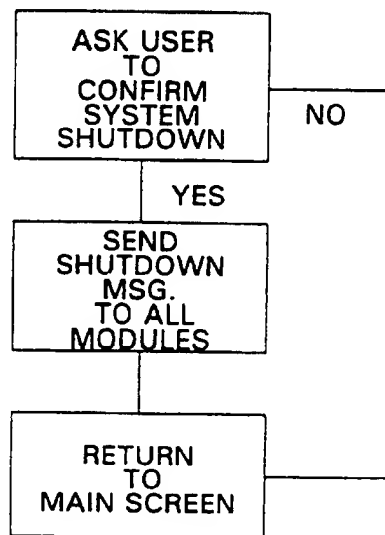 ASK USER
TO
CONFIRM
SYSTEM
SHUTDOWN
NO
YES
SEND
SHUTDOWN
MSG.
TO ALL
MODULES
RETURN
TO
MAIN SCREEN